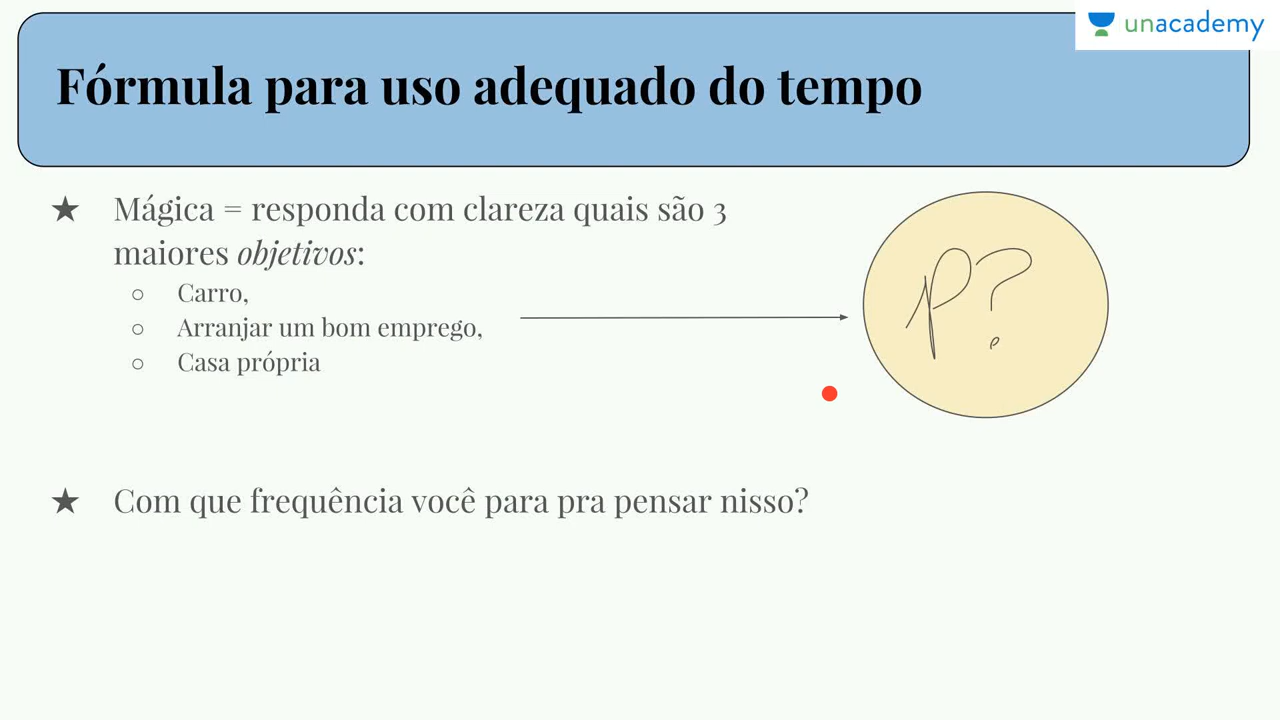 unacademy
Fórmula para uso adequado do tempo
★ Mágica = responda com clareza quais são 3
maiores objetivos:
○ Carro,
○ Arranjar um bom emprego,
○ Casa própria
p?
★ Com que frequência você para pra pensar nisso?